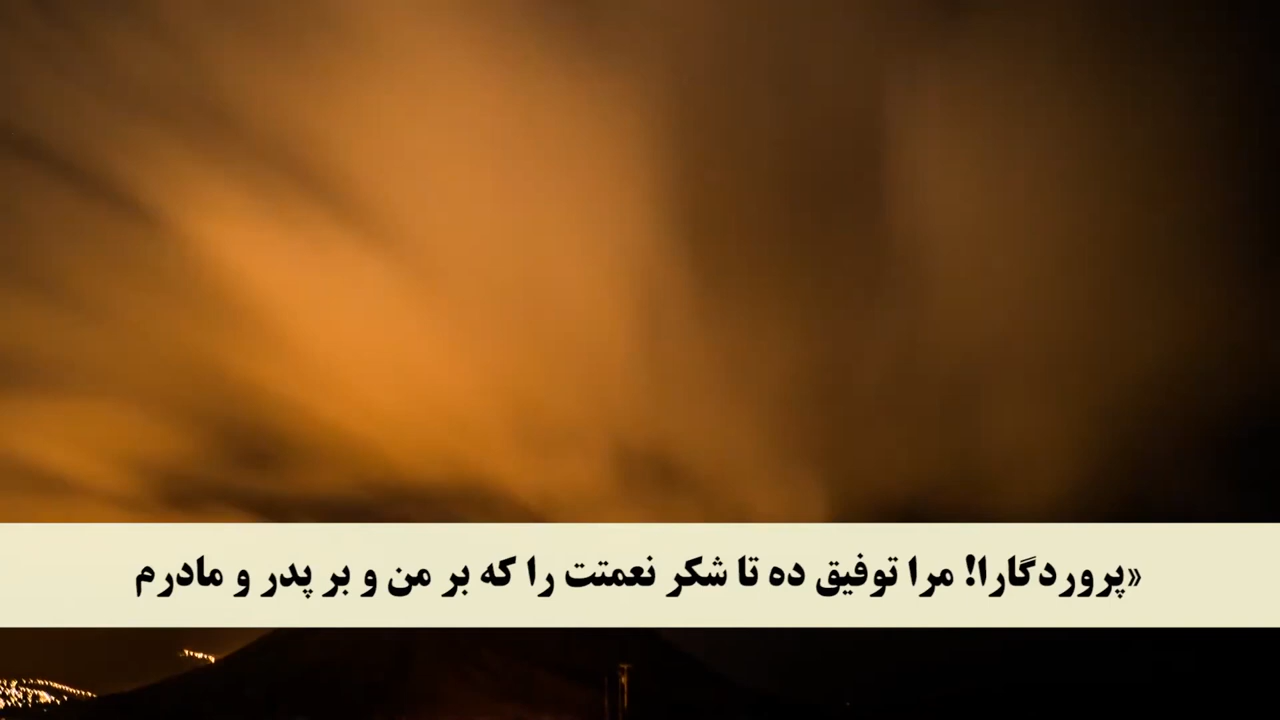 «پروردگارا! مرا توفیق ده تا شکر نعمتت را که بر من و بر پدر و مادرم